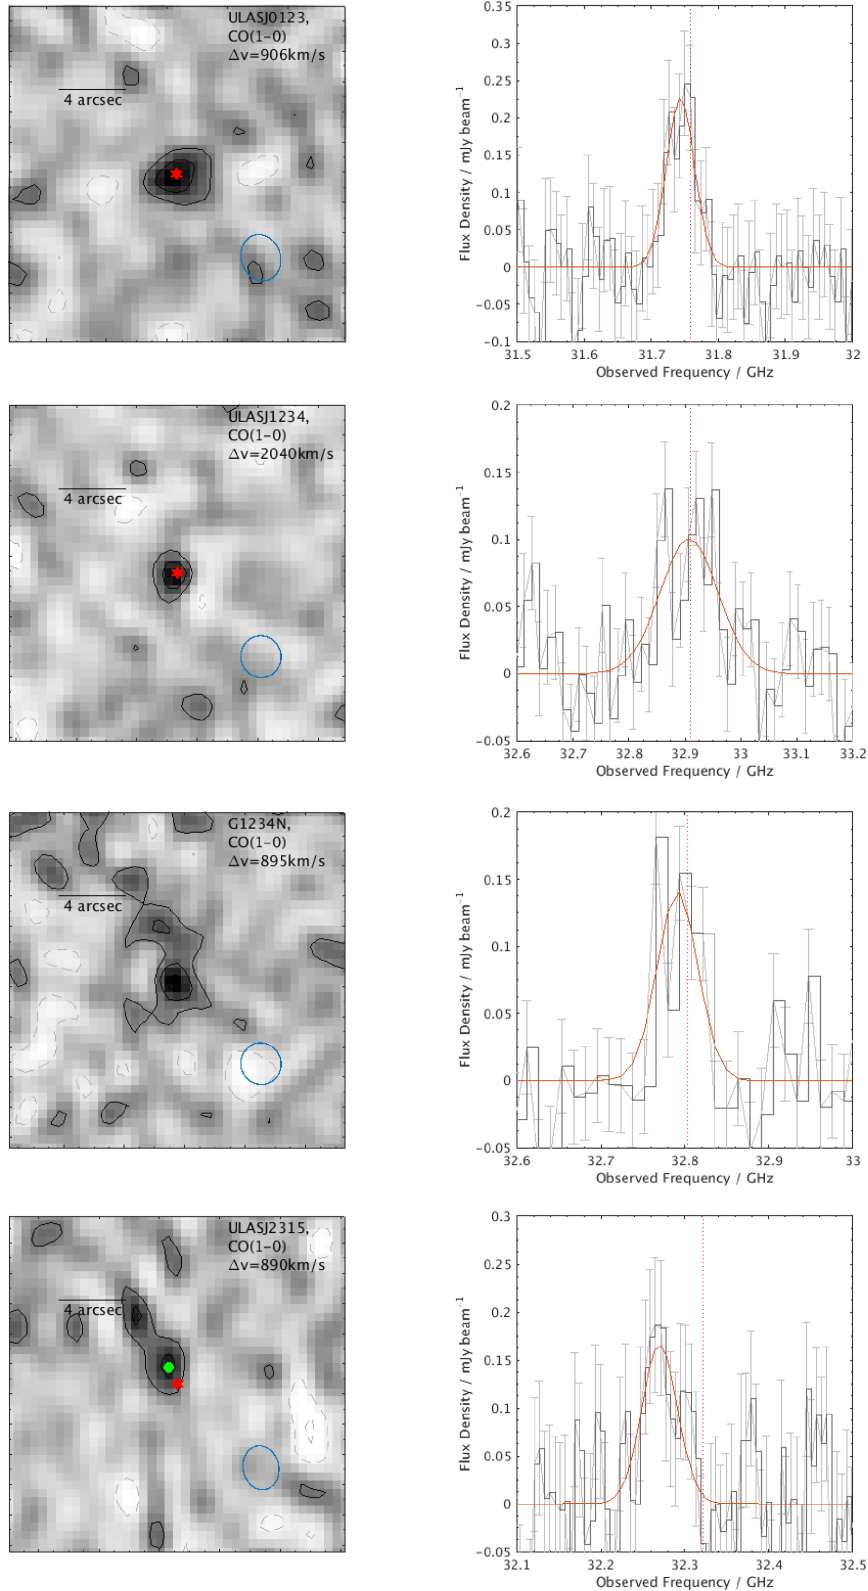 ULASJ0123,
CO(1-0)
Δv=906km/s
4 arcsec
0.35
0.3
0.25
0.2
0.15
0.1
0.05
0
-0.05
-0.1
Flux Density / mJy beam⁻¹
31.5 31.6 31.7 31.8 31.9 32
Observed Frequency / GHz
ULASJ1234,
CO(1-0)
Δv=2040km/s
4 arcsec
0.2
0.15
0.1
0.05
0
-0.05
Flux Density / mJy beam⁻¹
32.6 32.7 32.8 32.9 33 33.1 33.2
Observed Frequency / GHz
G1234N,
CO(1-0)
Δv=895km/s
4 arcsec
0.2
0.15
0.1
0.05
0
-0.05
Flux Density / mJy beam⁻¹
32.6 32.7 32.8 32.9 33
Observed Frequency / GHz
ULASJ2315,
CO(1-0)
Δv=890km/s
4 arcsec
0.3
0.25
0.2
0.15
0.1
0.05
0
-0.05
Flux Density / mJy beam⁻¹
32.1 32.2 32.3 32.4 32.5
Observed Frequency / GHz